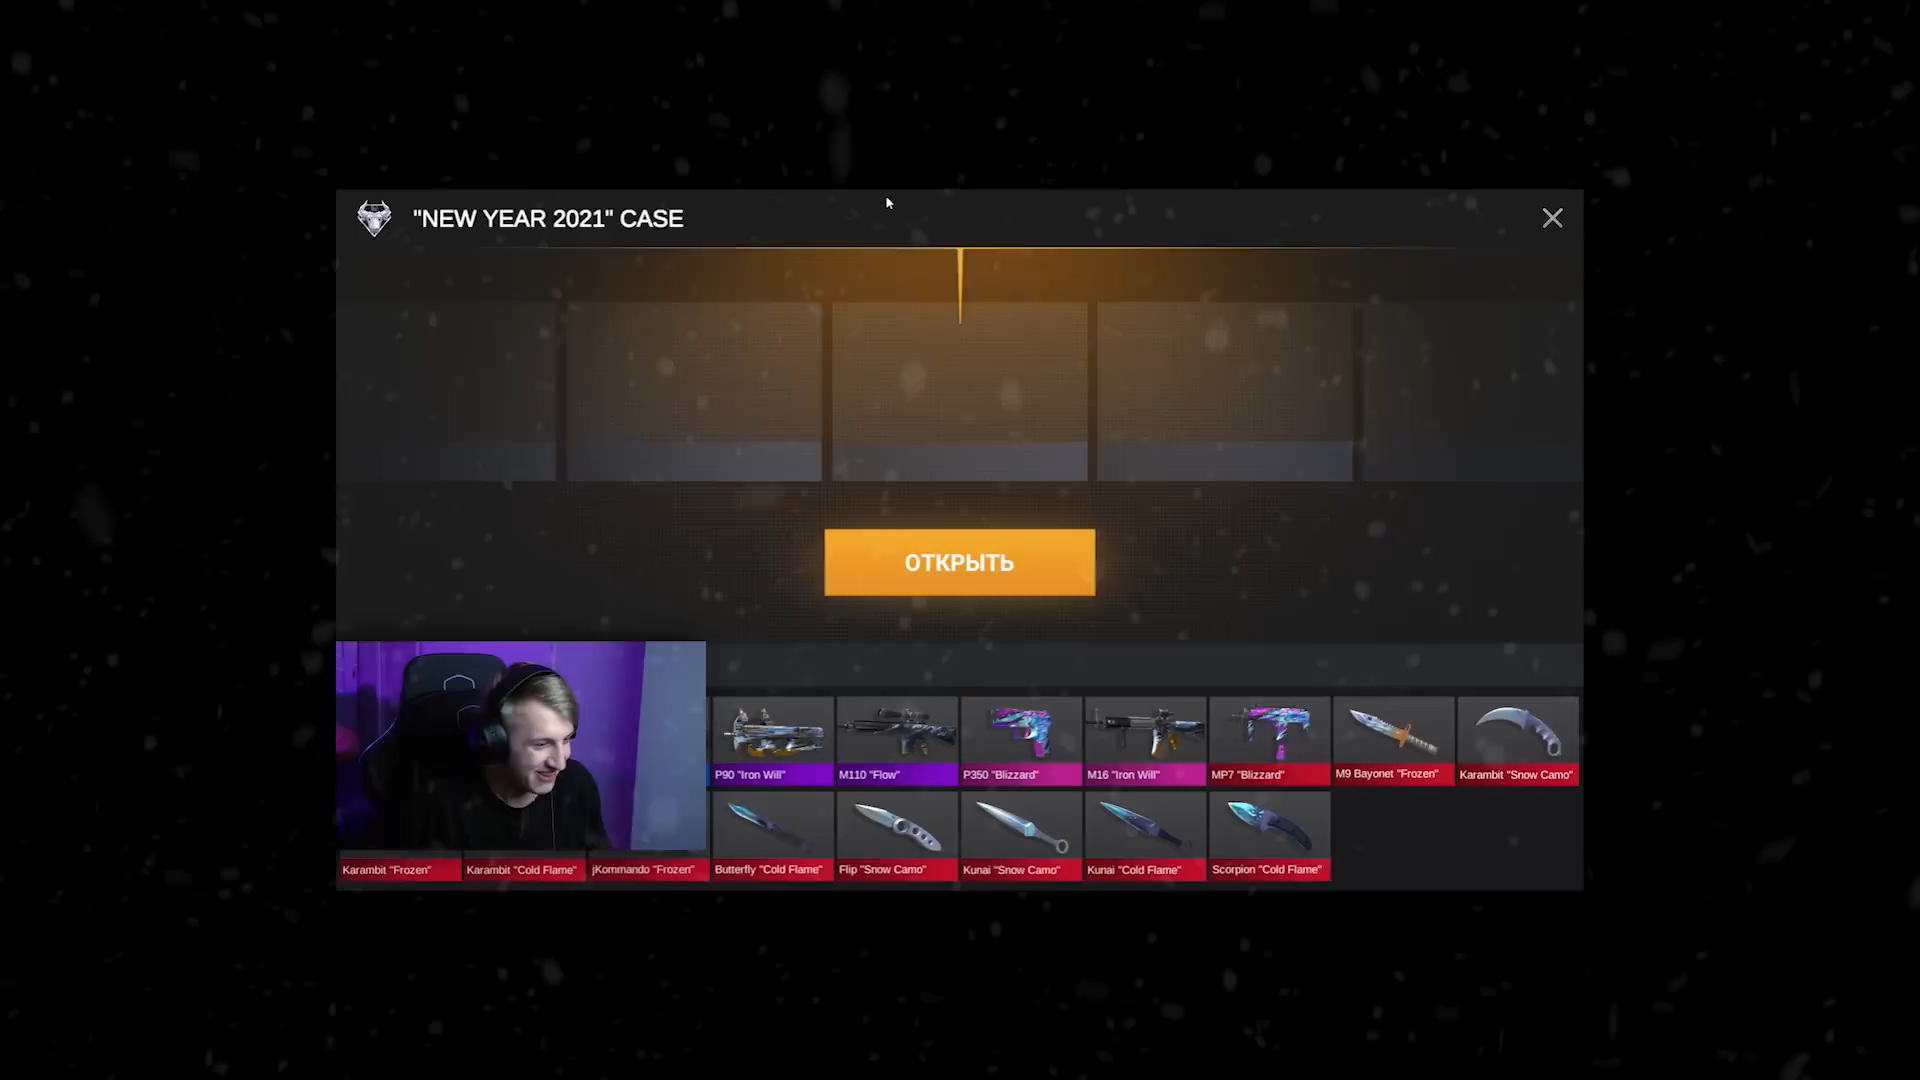 "NEW YEAR 2021" CASE
ОТКРЫТЬ
P90 "Iron Will"
M110 "Flow"
P350 "Blizzard"
M16 "Iron Will"
MP7 "Blizzard"
M9 Bayonet "Frozen"
Karambit "Snow Camo"
Karambit "Frozen"
Karambit "Cold Flame"
jKommando "Frozen"
Butterfly "Cold Flame"
Flip "Snow Camo"
Kunai "Snow Camo"
Kunai "Cold Flame"
Scorpion "Cold Flame"